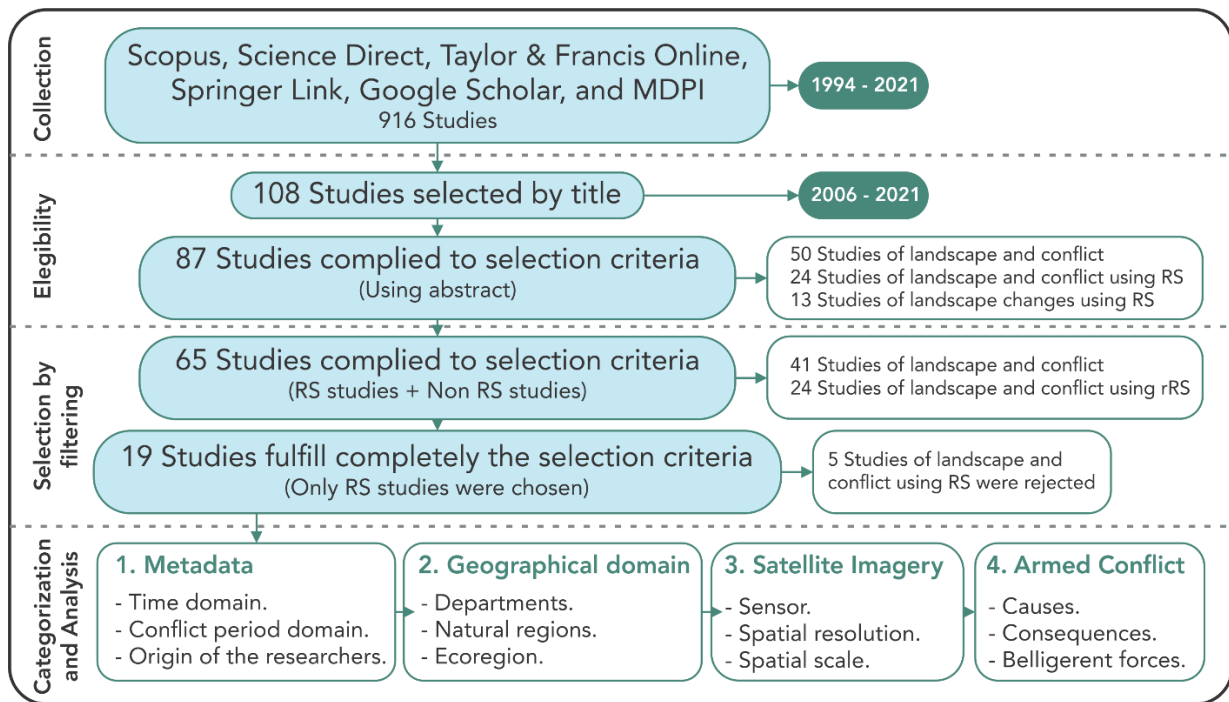 Collection
Scopus, Science Direct, Taylor & Francis Online,
Springer Link, Google Scholar, and MDPI
916 Studies
1994 - 2021
Elegibility
108 Studies selected by title
2006 - 2021
87 Studies complied to selection criteria
(Using abstract)
50 Studies of landscape and conflict
24 Studies of landscape and conflict using RS
13 Studies of landscape changes using RS
Selection by
filtering
65 Studies complied to selection criteria
(RS studies + Non RS studies)
41 Studies of landscape and conflict
24 Studies of landscape and conflict using rRS
19 Studies fulfill completely the selection criteria
(Only RS studies were chosen)
5 Studies of landscape and
conflict using RS were rejected
Categorization
and Analysis
1. Metadata
- Time domain.
- Conflict period domain.
- Origin of the researchers.
2. Geographical domain
- Departments.
- Natural regions.
- Ecoregion.
3. Satellite Imagery
- Sensor.
- Spatial resolution.
- Spatial scale.
4. Armed Conflict
- Causes.
- Consequences.
- Belligerent forces.